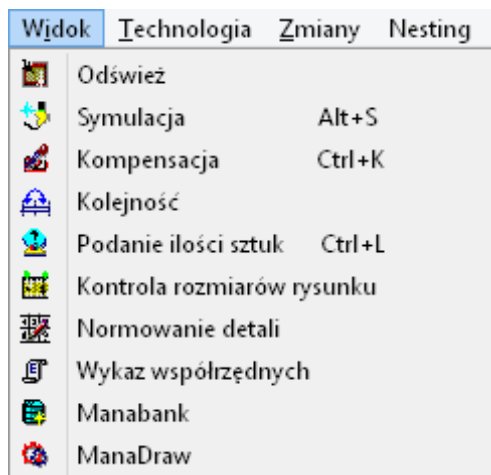 Widok Technologia Zmiany Nesting
Odśwież
Symulacja Alt+S
Kompensacja Ctrl+K
Kolejność
Podanie ilości sztuk Ctrl+L
Kontrola rozmiarów rysunku
Normowanie detali
Wykaz współrzędnych
Manabank
ManaDraw